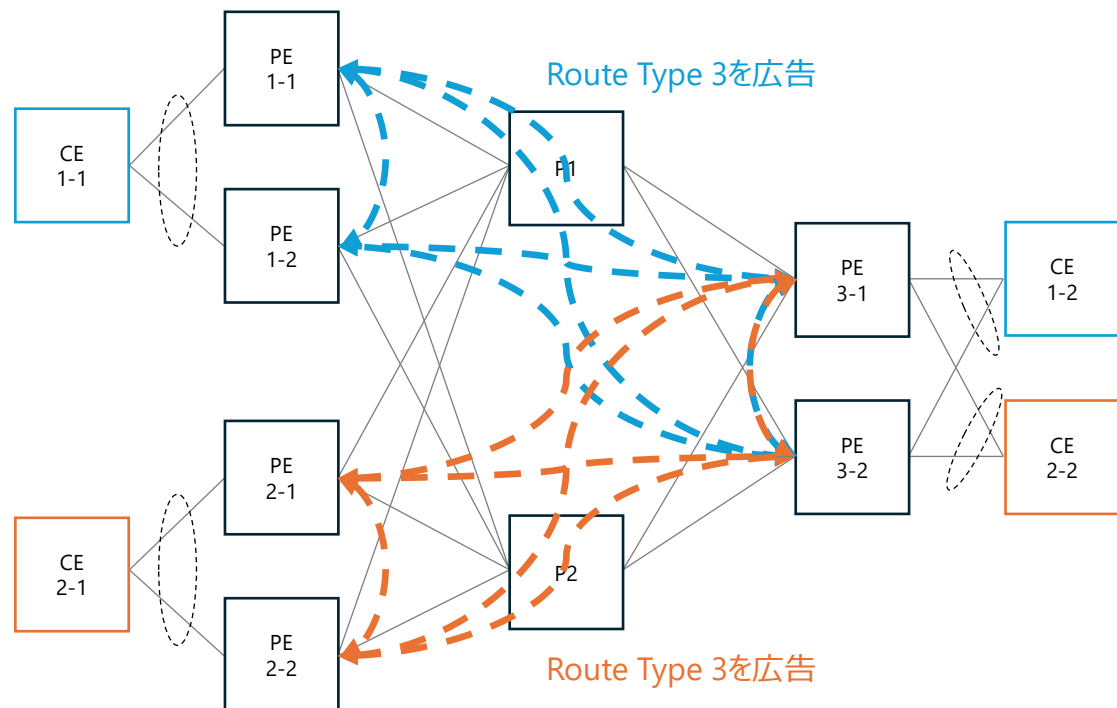 PE
1-1
Route Type 3を広告
CE
1-1
P1
PE
1-2
PE
3-1
CE
1-2
PE
2-1
PE
3-2
CE
2-2
CE
2-1
P2
PE
2-2
Route Type 3を広告